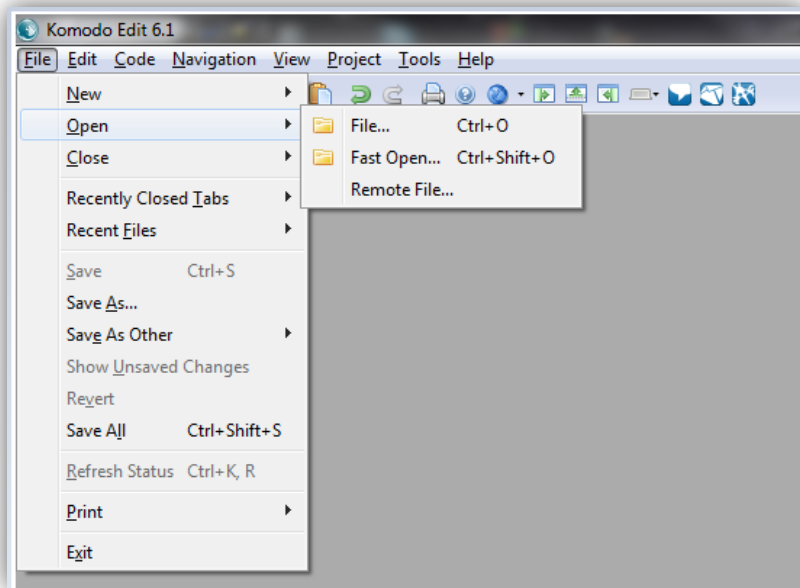 Komodo Edit 6.1
File Edit Code Navigation View Project Tools Help
New
Open
File... Ctrl+O
Close
Fast Open... Ctrl+Shift+O
Remote File...
Recently Closed Tabs
Recent Files
Save Ctrl+S
Save As...
Save As Other
Show Unsaved Changes
Revert
Save All Ctrl+Shift+S
Refresh Status Ctrl+K, R
Print
Exit